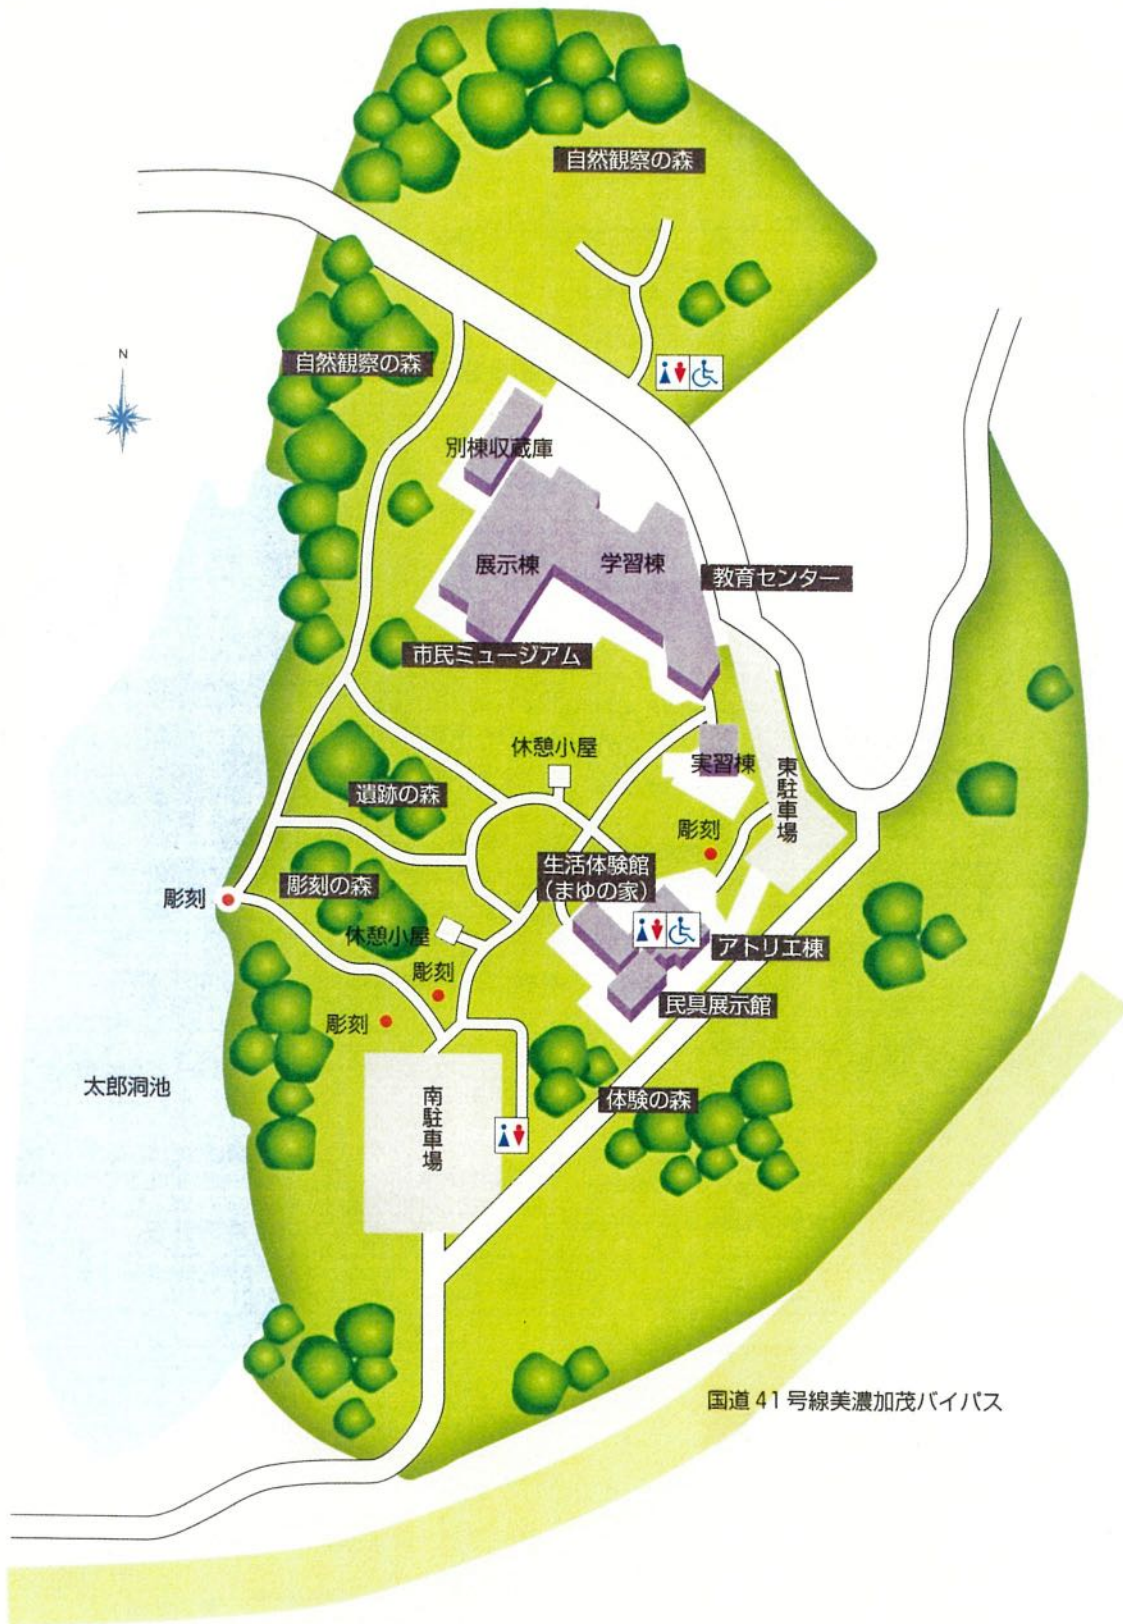 自然観察の森
N
自然観察の森
別棟収蔵庫
展示棟
学習棟
教育センター
市民ミュージアム
休憩小屋
実習棟
東駐車場
遺跡の森
彫刻
生活体験館
(まゆの家)
彫刻の森
彫刻
休憩小屋
アトリエ棟
彫刻
民具展示館
彫刻
太郎洞池
南駐車場
体験の森
国道41号線美濃加茂バイパス